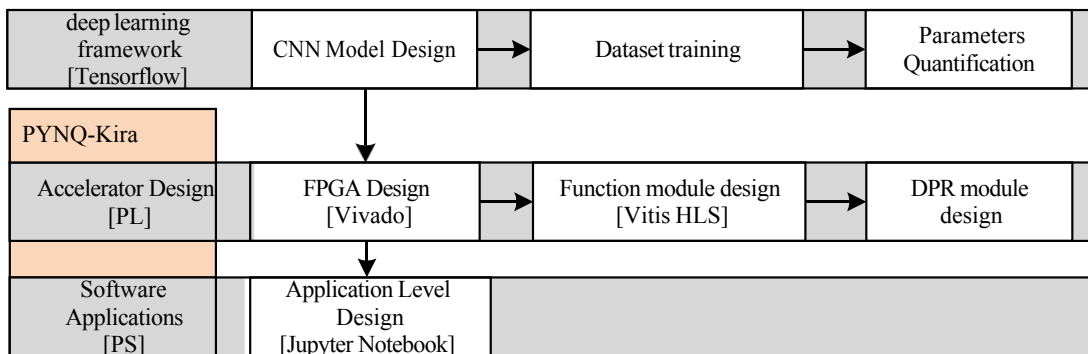 deep learning
framework
[Tensorflow]
CNN Model Design
Dataset training
Parameters
Quantification
PYNQ-Kira
Accelerator Design
[PL]
FPGA Design
[Vivado]
Function module design
[Vitis HLS]
DPR module
design
Software
Applications
[PS]
Application Level
Design
[Jupyter Notebook]